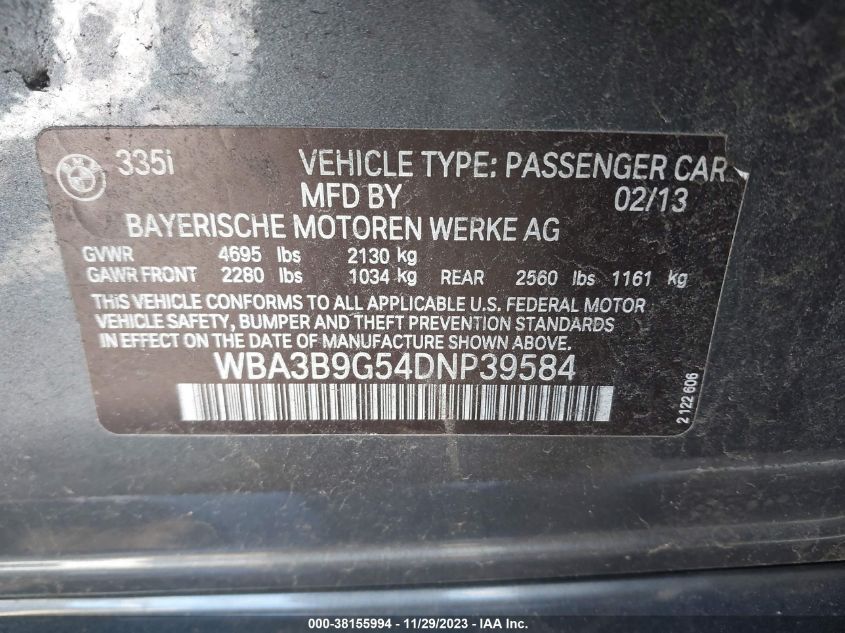 BMW 335i VEHICLE TYPE: PASSENGER CAR
MFD BY 02/13
BAYERISCHE MOTOREN WERKE AG
GVWR 4695 lbs 2130 kg
GAWR FRONT 2280 lbs 1034 kg REAR 2560 lbs 1161 kg
THIS VEHICLE CONFORMS TO ALL APPLICABLE U.S. FEDERAL MOTOR
VEHICLE SAFETY, BUMPER AND THEFT PREVENTION STANDARDS
IN EFFECT ON THE DATE OF MANUFACTURE SHOWN ABOVE.
WBA3B9G54DNP39584
2 122 606
000-38155994 | 11/29/2023 - IAA Inc.